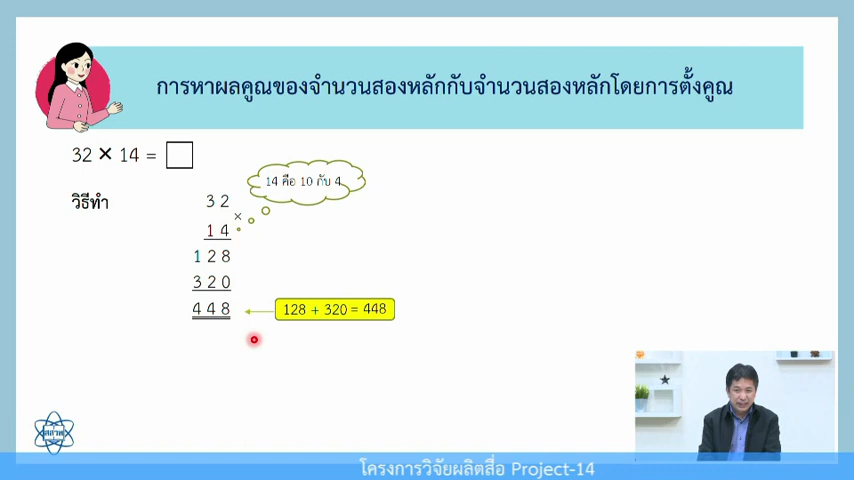 การหาผลคูณของจำนวนสองหลักกับจำนวนสองหลักโดยการตั้งคูณ
32 × 14 =
14 คือ 10 กับ 4
วิธีทำ
3 2
×
1 4
1 2 8
3 2 0
4 4 8
128 + 320 = 448
สสวท
โครงการวิจัยผลิตสื่อ Project-14